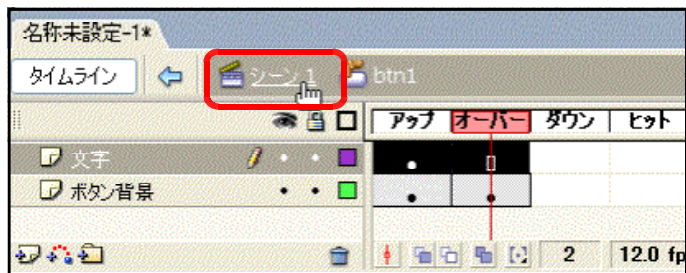 名称未設定-1*
タイムライン シーン 1 btn1
アップ オーバー ダウン ヒット
文字
ボタン背景
2 12.0 fp